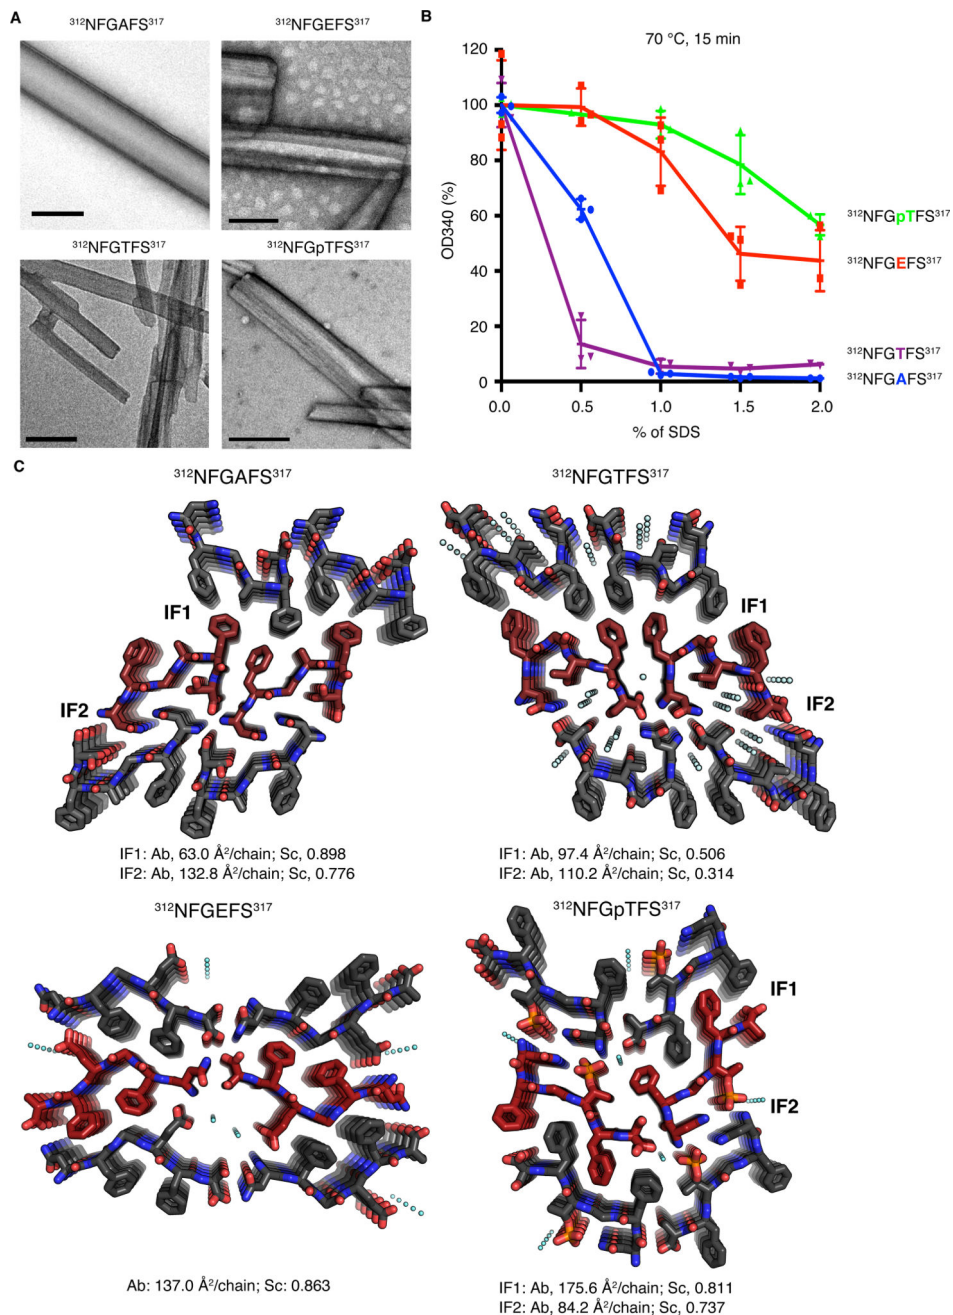 A
³¹²NFGAFS³¹⁷
³¹²NFGEFS³¹⁷
³¹²NFGTFS³¹⁷
³¹²NFGpTFS³¹⁷
B
70 °C, 15 min
OD340 (%)
120
100
80
60
40
20
0
0.0 0.5 1.0 1.5 2.0
% of SDS
³¹²NFGpTFS³¹⁷
³¹²NFGEFS³¹⁷
³¹²NFGTFS³¹⁷
³¹²NFGAFS³¹⁷
C
³¹²NFGAFS³¹⁷
IF1
IF2
IF1: Ab, 63.0 Å²/chain; Sc, 0.898
IF2: Ab, 132.8 Å²/chain; Sc, 0.776
³¹²NFGTFS³¹⁷
IF1
IF2
IF1: Ab, 97.4 Å²/chain; Sc, 0.506
IF2: Ab, 110.2 Å²/chain; Sc, 0.314
³¹²NFGEFS³¹⁷
Ab: 137.0 Å²/chain; Sc: 0.863
³¹²NFGpTFS³¹⁷
IF1
IF2
IF1: Ab, 175.6 Å²/chain; Sc, 0.811
IF2: Ab, 84.2 Å²/chain; Sc, 0.737